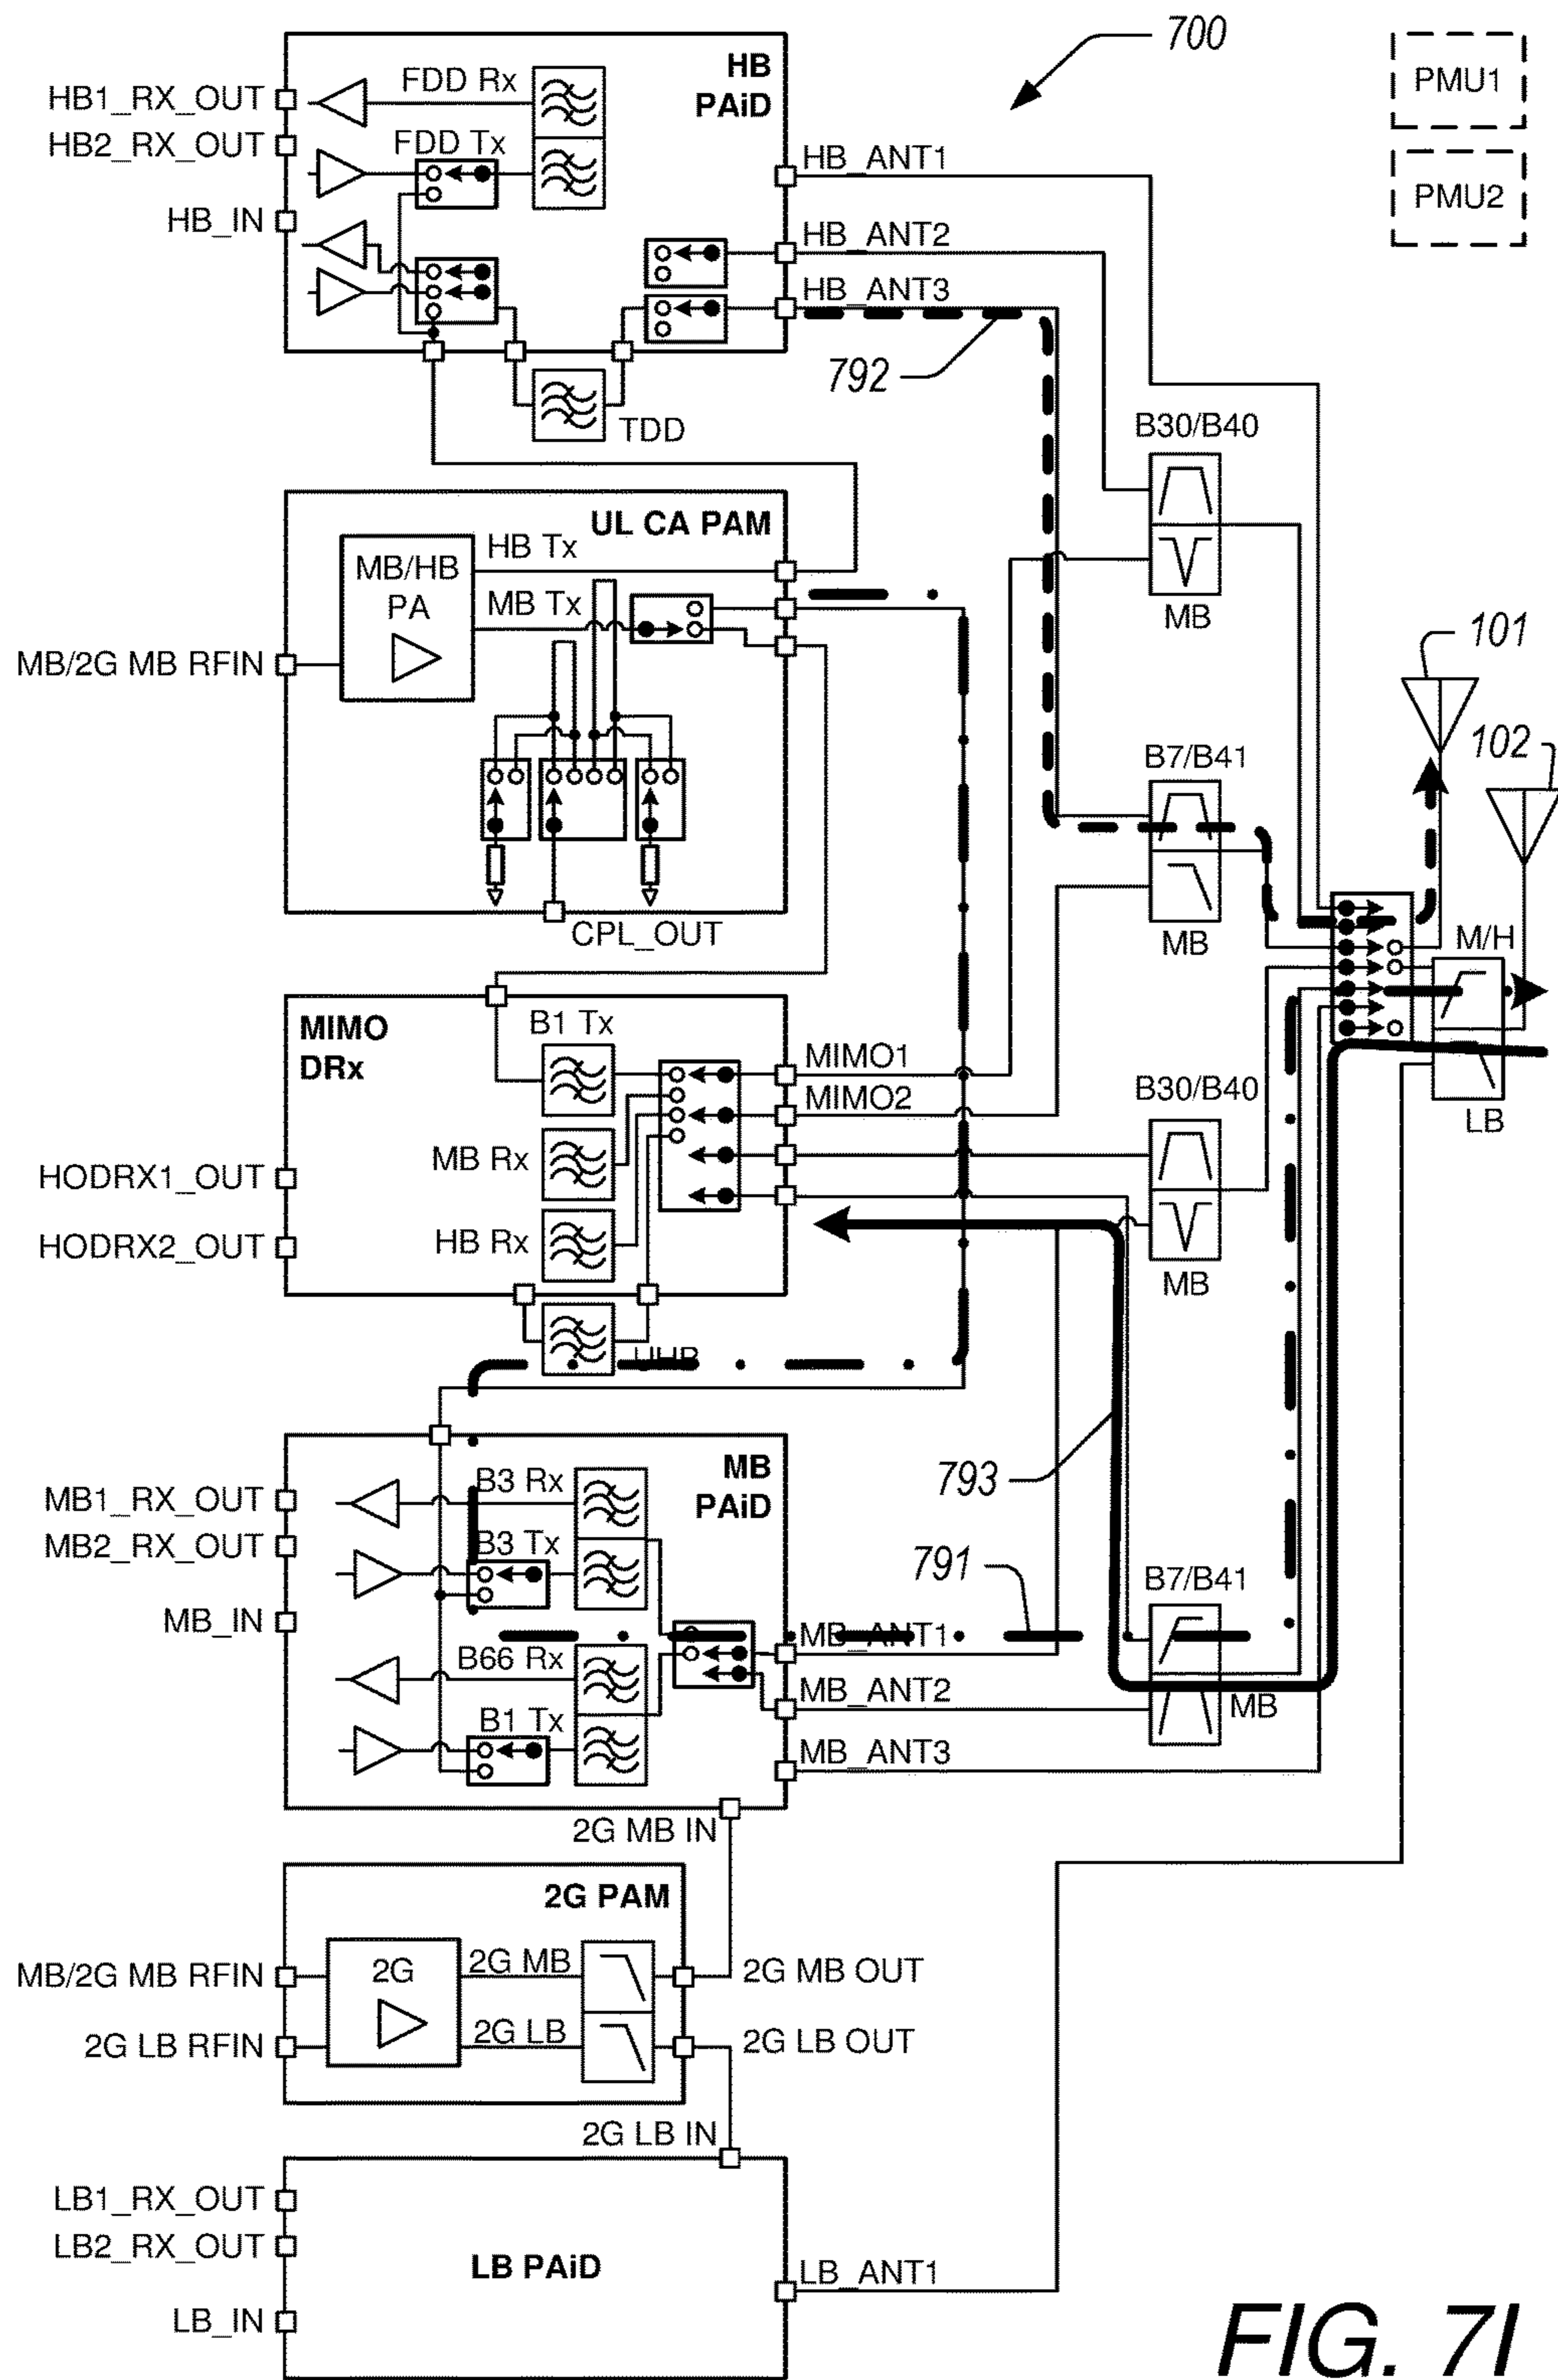 700
PMU1
PMU2
HB
PAiD
FDD Rx
FDD Tx
HB1_RX_OUT
HB2_RX_OUT
HB_IN
HB_ANT1
HB_ANT2
HB_ANT3
792
TDD
B30/B40
MB
UL CA PAM
MB/HB
PA
HB Tx
MB Tx
MB/2G MB RFIN
CPL_OUT
101
102
B7/B41
MB
M/H
LB
MIMO
DRx
B1 Tx
MB Rx
HB Rx
UHB
HODRX1_OUT
HODRX2_OUT
MIMO1
MIMO2
B30/B40
MB
793
MB
PAiD
B3 Rx
B3 Tx
B66 Rx
B1 Tx
MB1_RX_OUT
MB2_RX_OUT
MB_IN
791
MB_ANT1
MB_ANT2
MB_ANT3
B7/B41
MB
2G MB IN
2G PAM
2G
2G MB
2G LB
MB/2G MB RFIN
2G LB RFIN
2G MB OUT
2G LB OUT
2G LB IN
LB1_RX_OUT
LB2_RX_OUT
LB_IN
LB PAiD
LB_ANT1
FIG. 7I